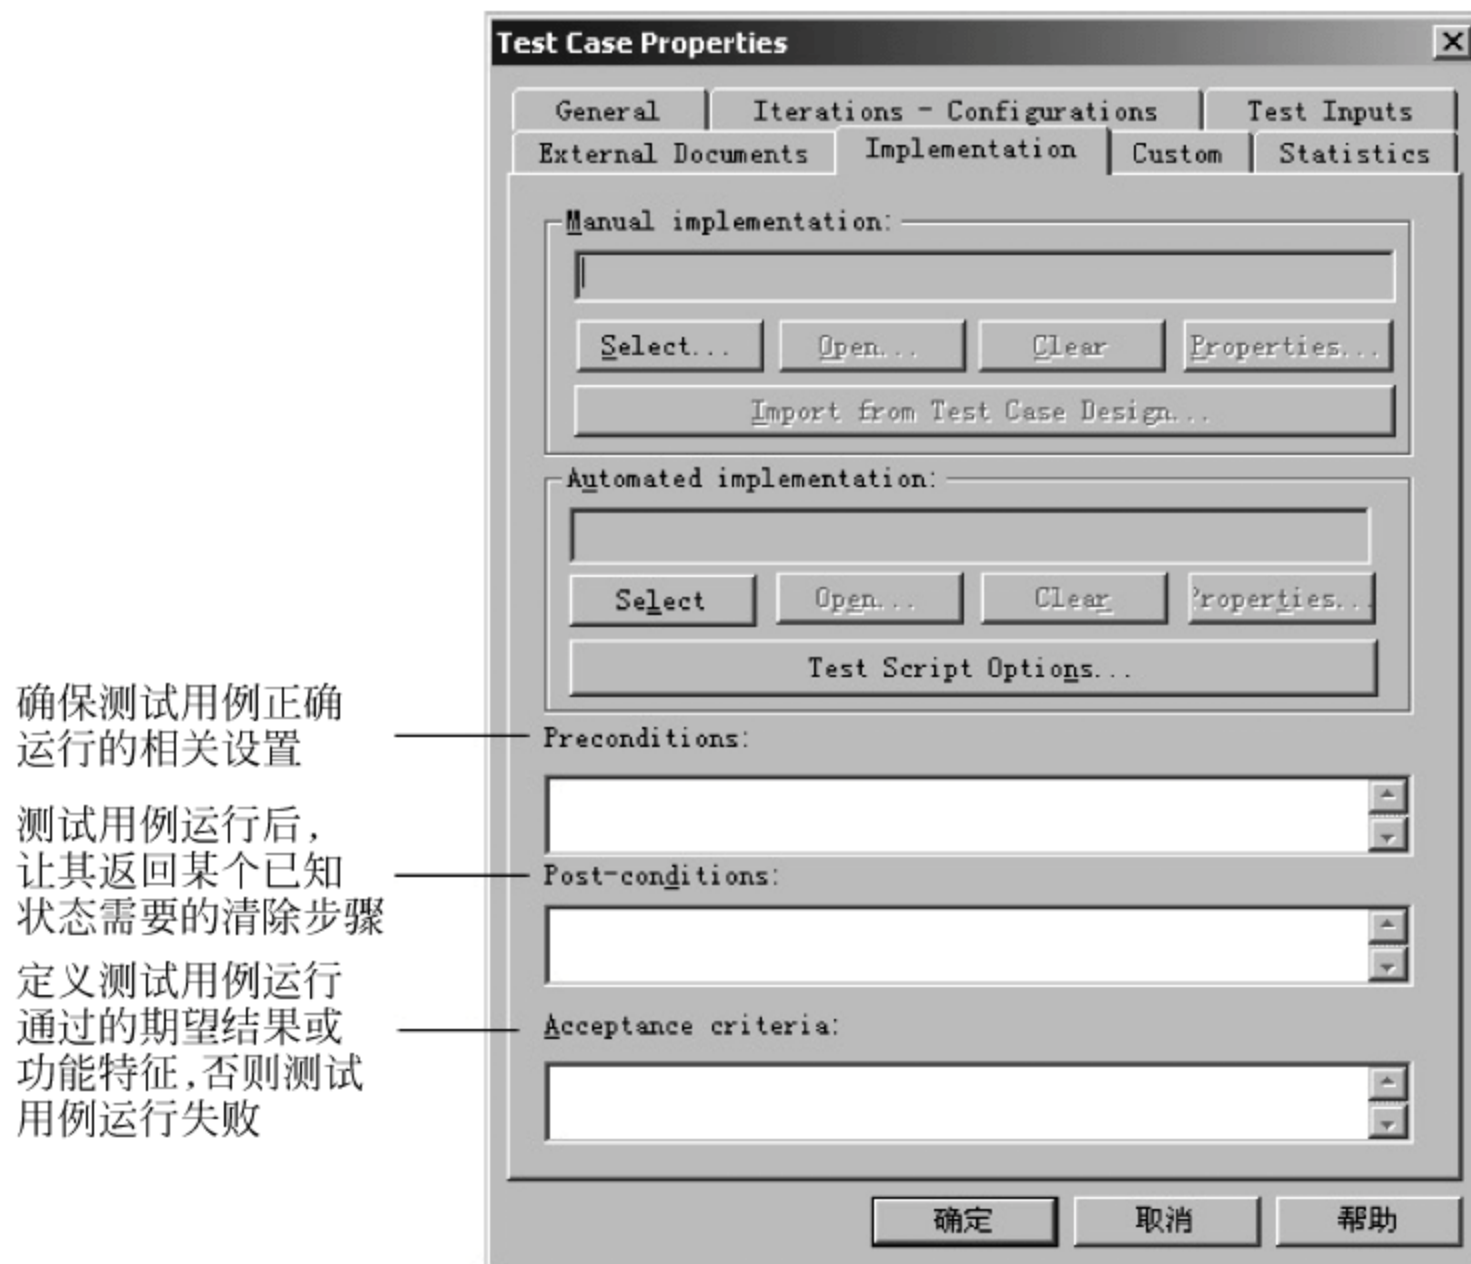 Test Case Properties
General
Iterations - Configurations
Test Inputs
External Documents
Implementation
Custom
Statistics
Manual implementation:
Select...
Open...
Clear
Properties...
Import from Test Case Design...
Automated implementation:
Select
Open...
Clear
Properties...
Test Script Options...
确保测试用例正确
运行的相关设置
Preconditions:
测试用例运行后,
让其返回某个已知
状态需要的清除步骤
Post-conditions:
定义测试用例运行
通过的期望结果或
功能特征,否则测试
用例运行失败
Acceptance criteria:
确定
取消
帮助